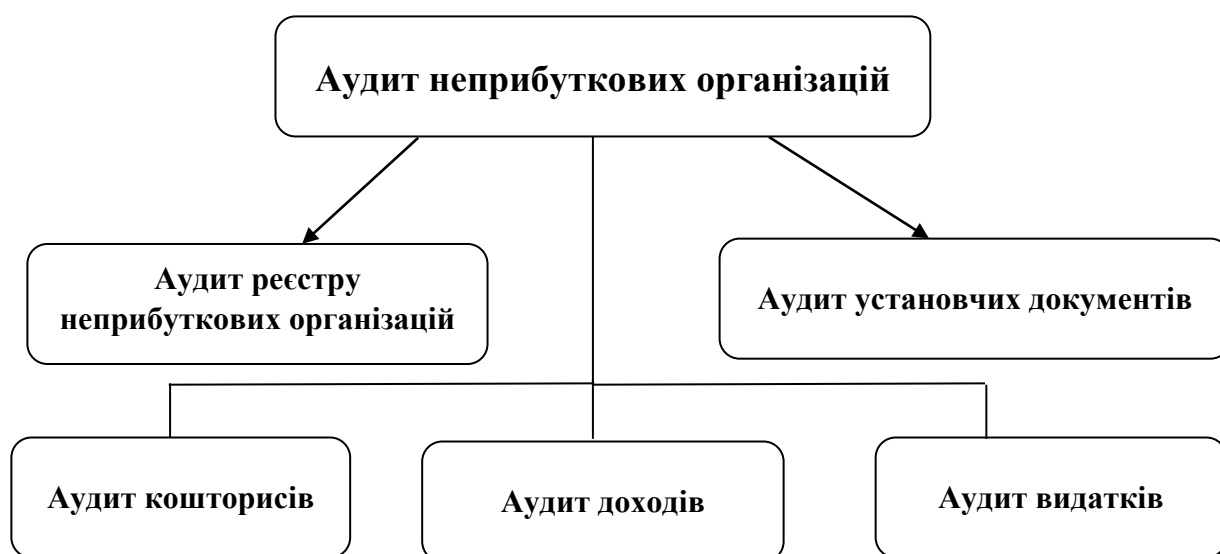 Аудит неприбуткових організацій
Аудит реєстру
неприбуткових організацій
Аудит установчих документів
Аудит кошторисів
Аудит доходів
Аудит видатків